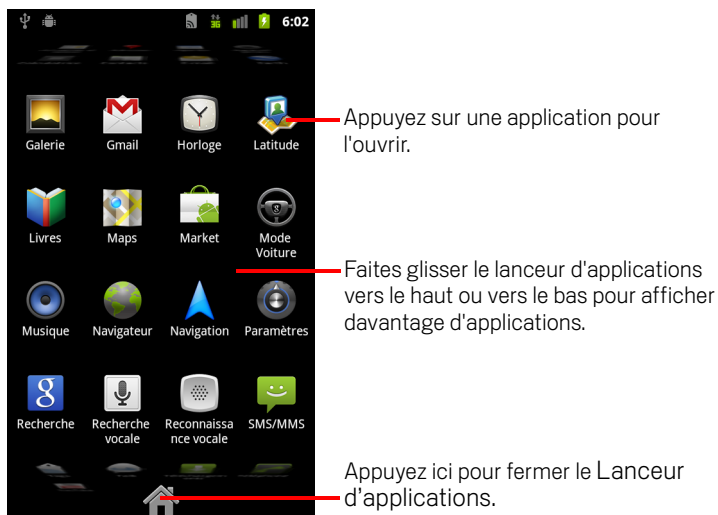 3G 6:02
Galerie Gmail Horloge Latitude
Appuyez sur une application pour
l'ouvrir.
Livres Maps Market Mode
Voiture
Faites glisser le lanceur d'applications
vers le haut ou vers le bas pour afficher
davantage d'applications.
Musique Navigateur Navigation Paramètres
Recherche Recherche
vocale Reconnaissa
nce vocale SMS/MMS
Appuyez ici pour fermer le Lanceur
d’applications.